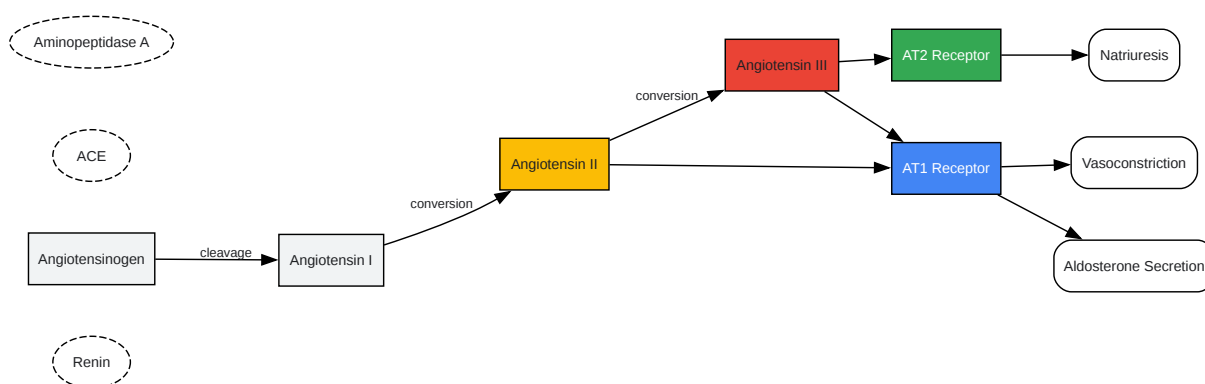 Aminopeptidase A
Angiotensin III
AT2 Receptor
Natriuresis
conversion
ACE
Angiotensin II
AT1 Receptor
Vasoconstriction
conversion
Angiotensinogen
cleavage
Angiotensin I
Aldosterone Secretion
Renin